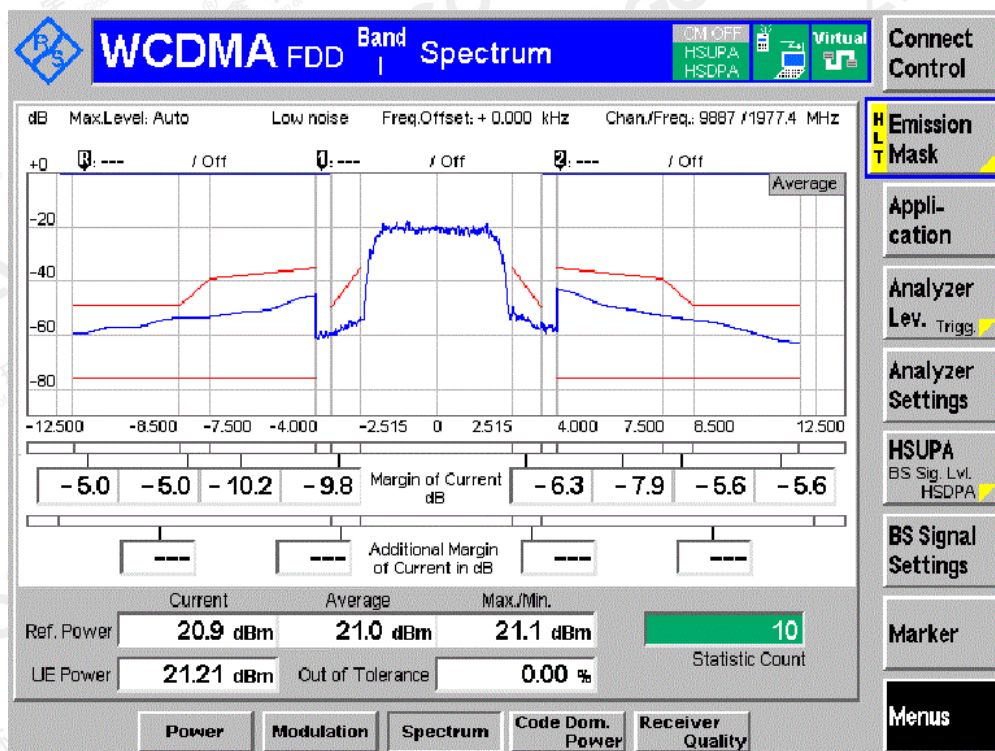 R S
WCDMA FDD Band I Spectrum
CM OFF
HSUPA
HSDPA
Virtual
Connect Control
dB Max.Level: Auto Low noise Freq.Offset: + 0.000 kHz Chan./Freq.: 9887 /1977.4 MHz
HLT
Emission Mask
+0 R: --- / Off 1: --- / Off 2: --- / Off
Average
Appli-
cation
-20
-40
-60
-80
Analyzer
Lev. Trigg.
Analyzer
Settings
-12.500 -8.500 -7.500 -4.000 -2.515 0 2.515 4.000 7.500 8.500 12.500
HSUPA
BS Sig. Lvl.
HSDPA
-5.0 -5.0 -10.2 -9.8 Margin of Current dB -6.3 -7.9 -5.6 -5.6
BS Signal
Settings
--- --- Additional Margin of Current in dB --- ---
Current Average Max./Min.
Ref. Power 20.9 dBm 21.0 dBm 21.1 dBm
10
Statistic Count
Marker
UE Power 21.21 dBm Out of Tolerance 0.00 %
Menus
Power Modulation Spectrum Code Dom. Power Receiver Quality